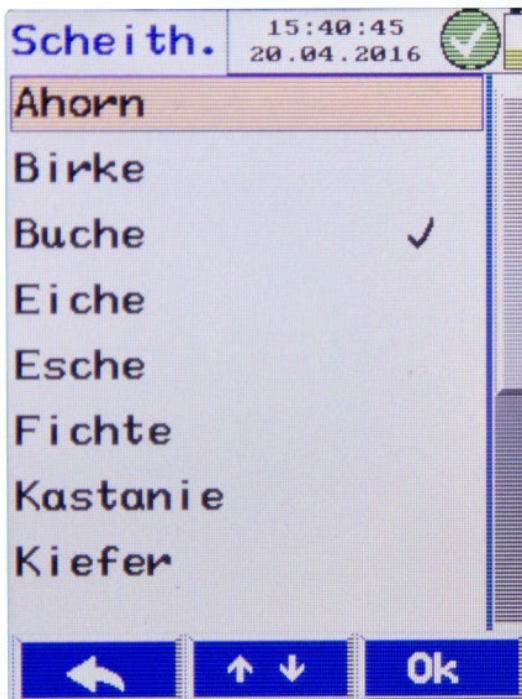 Scheith.
15:40:45
20.04.2016
Ahorn
Birke
Buche
Eiche
Esche
Fichte
Kastanie
Kiefer
Ok